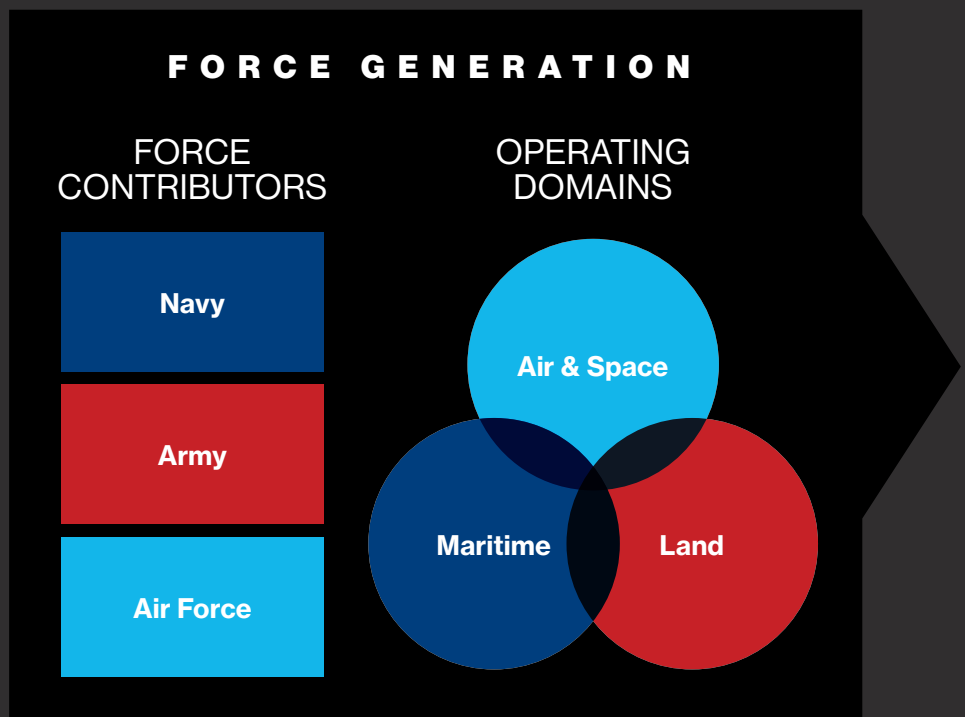 FORCE GENERATION
FORCE
CONTRIBUTORS
Navy
Army
Air Force
OPERATING
DOMAINS
Air & Space
Maritime
Land